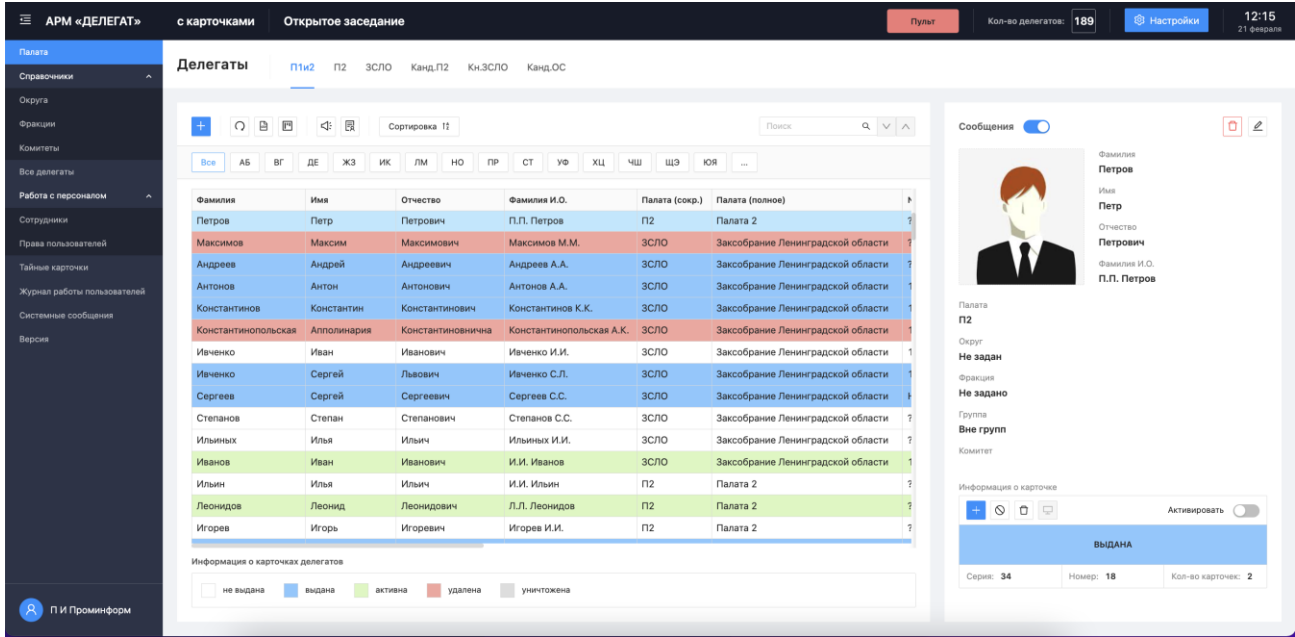 АРМ «ДЕЛЕГАТ» с карточками Открытое заседание Пульт Кол-во делегатов: 189 Настройки 12:15
21 февраля
Палата
Справочники
Округа
Фракции
Комитеты
Все делегаты
Работа с персоналом
Сотрудники
Права пользователей
Тайные карточки
Журнал работы пользователей
Системные сообщения
Версия
П И Проминформ
Делегаты П1и2 П2 ЗСЛО Канд.П2 Кн.ЗСЛО Канд.ОС
Сортировка Поиск
Все АБ ВГ ДЕ ЖЗ ИК ЛМ НО ПР СТ УФ ХЦ ЧШ ЩЭ ЮЯ ...
Фамилия Имя Отчество Фамилия И.О. Палата (сокр.) Палата (полное)
Петров Петр Петрович П.П. Петров П2 Палата 2
Максимов Максим Максимович Максимов М.М. ЗСЛО Заксобрание Ленинградской области
Андреев Андрей Андреевич Андреев А.А. ЗСЛО Заксобрание Ленинградской области
Антонов Антон Антонович Антонов А.А. ЗСЛО Заксобрание Ленинградской области
Константинов Константин Константинович Константинов К.К. ЗСЛО Заксобрание Ленинградской области
Константинопольская Апполинария Константиновнична Константинопольская А.К. ЗСЛО Заксобрание Ленинградской области
Ивченко Иван Иванович Ивченко И.И. ЗСЛО Заксобрание Ленинградской области
Ивченко Сергей Львович Ивченко С.Л. ЗСЛО Заксобрание Ленинградской области
Сергеев Сергей Сергеевич Сергеев С.С. ЗСЛО Заксобрание Ленинградской области
Степанов Степан Степанович Степанов С.С. ЗСЛО Заксобрание Ленинградской области
Ильиных Илья Ильич Ильиных И.И. ЗСЛО Заксобрание Ленинградской области
Иванов Иван Иванович И.И. Иванов ЗСЛО Заксобрание Ленинградской области
Ильин Илья Ильич И.И. Ильин П2 Палата 2
Леонидов Леонид Леонидович Л.Л. Леонидов П2 Палата 2
Игорев Игорь Игоревич Игорев И.И. П2 Палата 2
Информация о карточках делегатов
не выдана выдана активна удалена уничтожена
Сообщения
Фамилия
Петров
Имя
Петр
Отчество
Петрович
Фамилия И.О.
П.П. Петров
Палата
П2
Округ
Не задан
Фракция
Не задано
Группа
Вне групп
Комитет
Информация о карточке
Активировать
ВЫДАНА
Серия: 34 Номер: 18 Кол-во карточек: 2